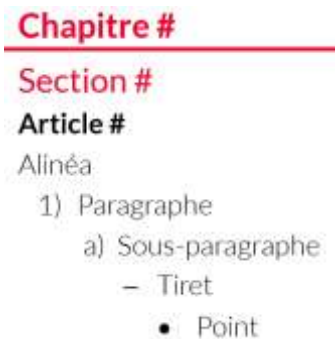 Chapitre #
Section #
Article #
Alinéa
1) Paragraphe
a) Sous-paragraphe
– Tiret
• Point